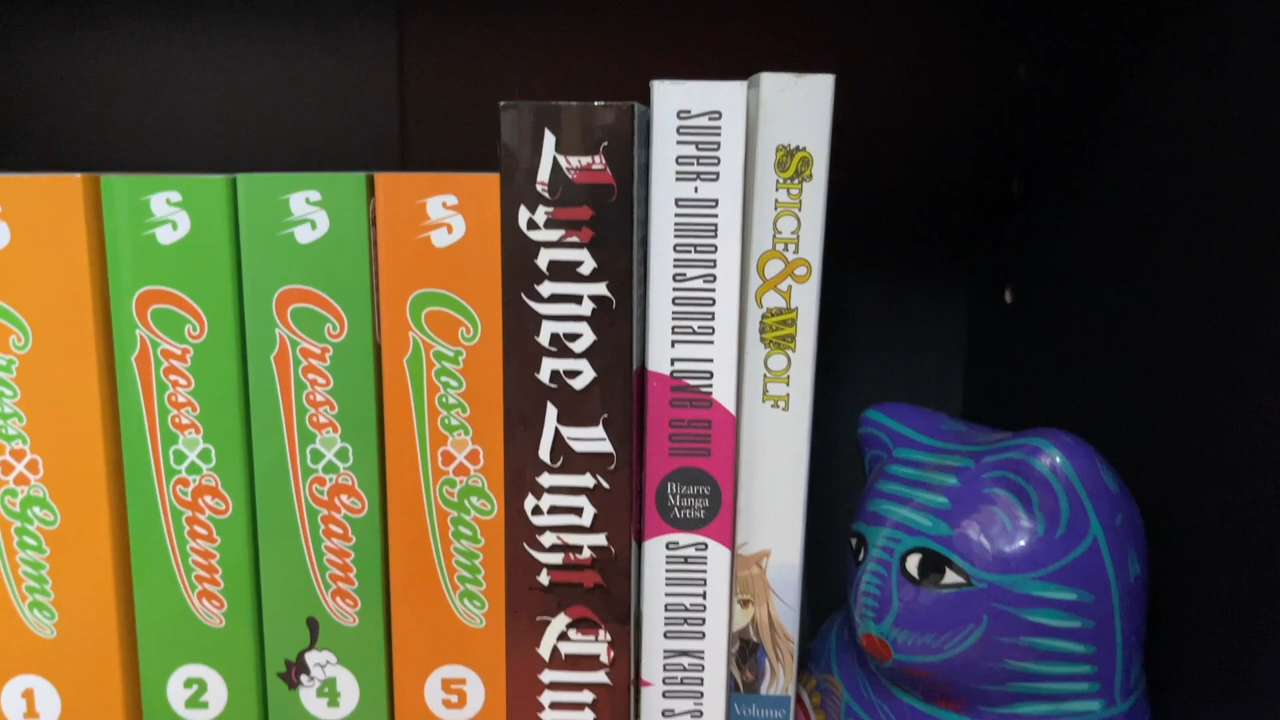 Cross Game
1
Cross Game
2
Cross Game
4
Cross Game
5
Lychee Light Clu
SUPER-DIMENSIONAL LOVE GUN
Bizarre
Manga
Artist
SHINTARO KAGO'S
SPICE & WOLF
Volume